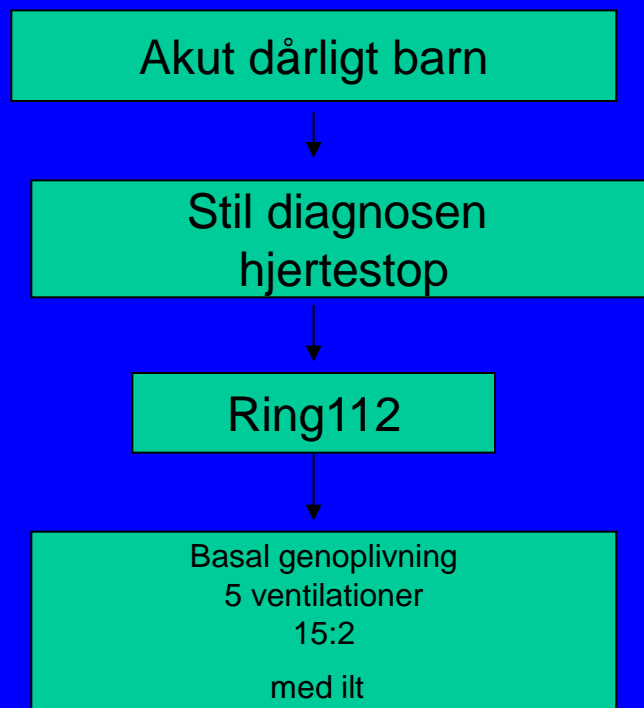 Akut dårligt barn
Stil diagnosen
hjertestop
Ring112
Basal genoplivning
5 ventilationer
15:2
med ilt